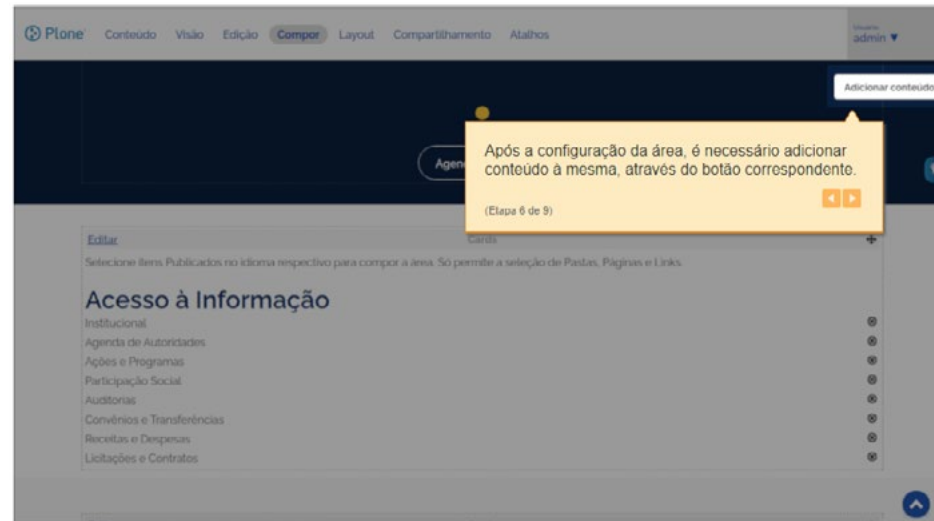 Plone
Conteúdo Visão Edição Compor Layout Compartilhamento Atalhos
Usuário
admin ▼
Adicionar conteúdo
Após a configuração da área, é necessário adicionar
conteúdo à mesma, através do botão correspondente.
(Etapa 6 de 9)
Agen
Editar Cards
Selecione itens Publicados no idioma respectivo para compor a área. Só permite a seleção de Pastas, Páginas e Links.
Acesso à Informação
Institucional
Agenda de Autoridades
Ações e Programas
Participação Social
Auditorias
Convênios e Transferências
Receitas e Despesas
Licitações e Contratos